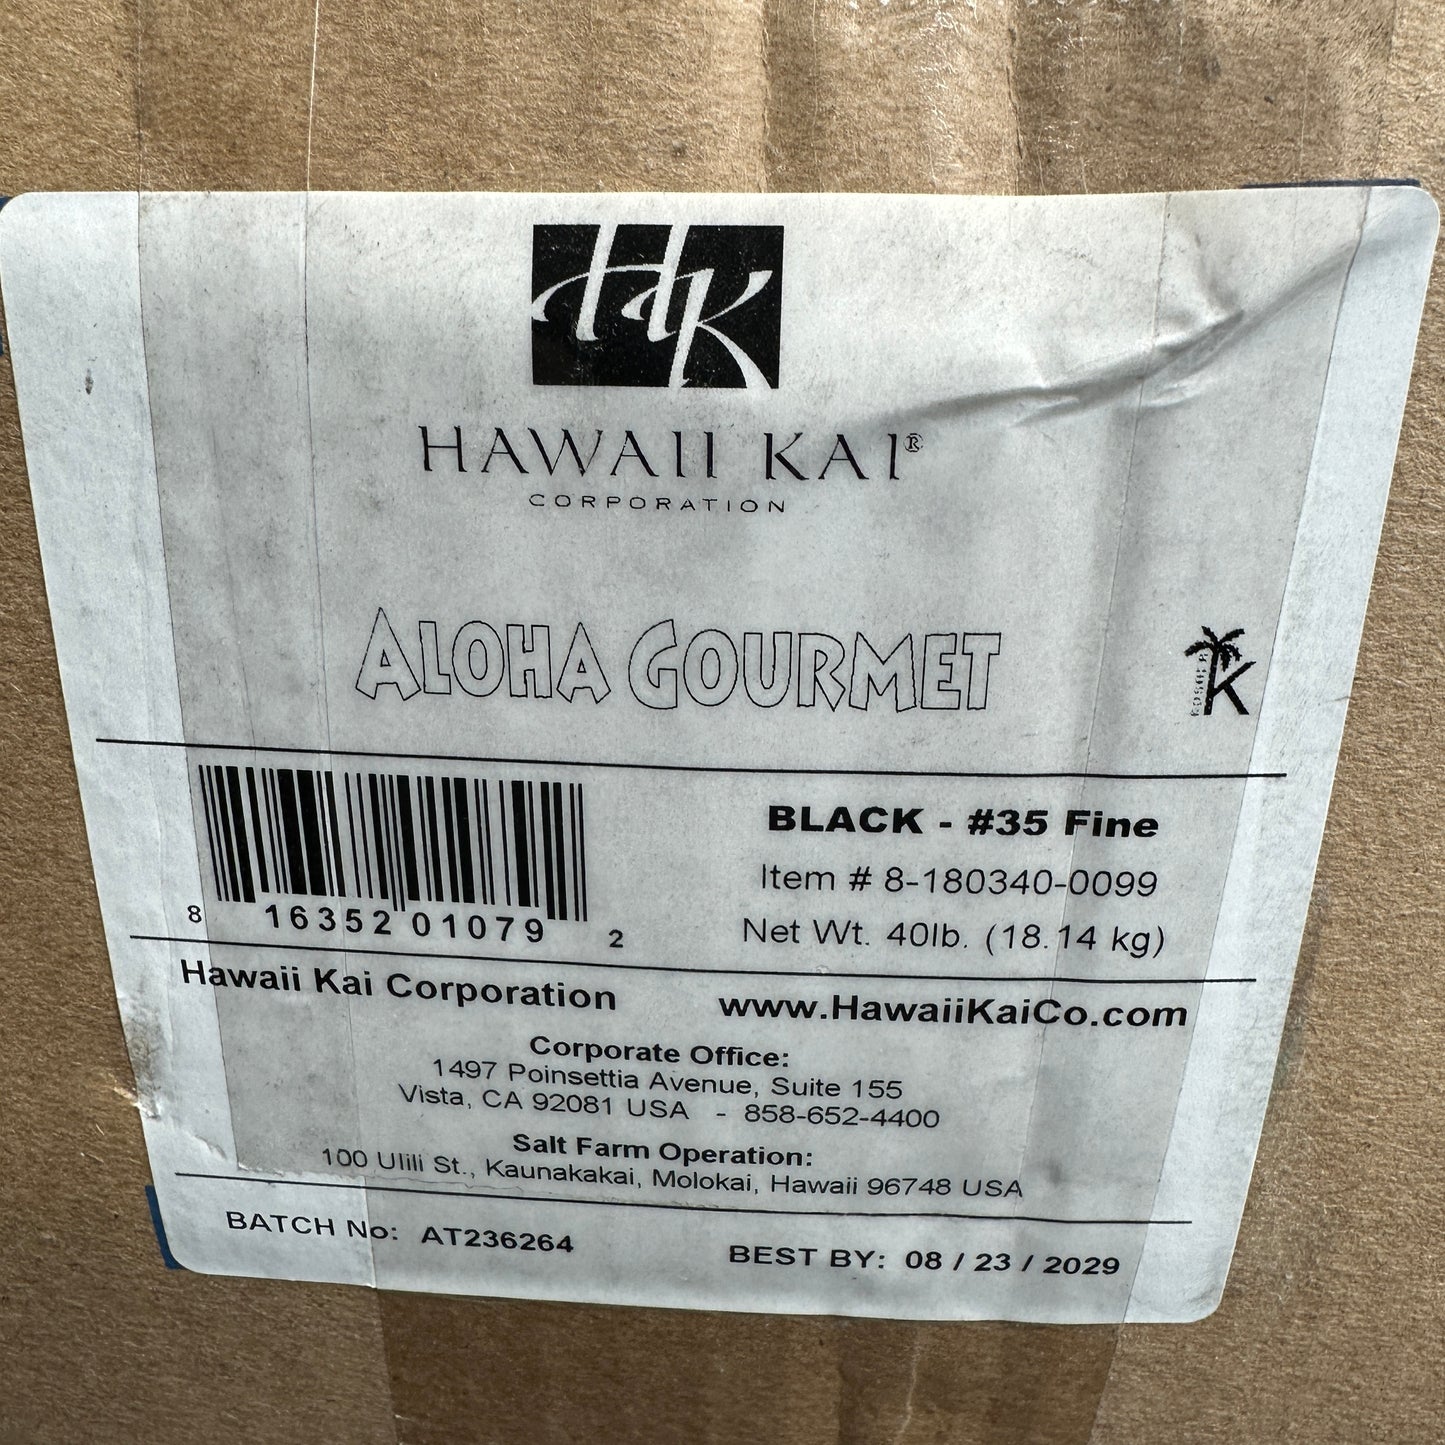 HK
HAWAII KAI®
CORPORATION
ALOHA GOURMET
KOSHER
K
BLACK - #35 Fine
Item # 8-180340-0099
Net Wt. 40lb. (18.14 kg)
8 16352 01079 2
Hawaii Kai Corporation www.HawaiiKaiCo.com
Corporate Office:
1497 Poinsettia Avenue, Suite 155
Vista, CA 92081 USA - 858-652-4400
Salt Farm Operation:
100 Ulili St., Kaunakakai, Molokai, Hawaii 96748 USA
BATCH No: AT236264 BEST BY: 08 / 23 / 2029